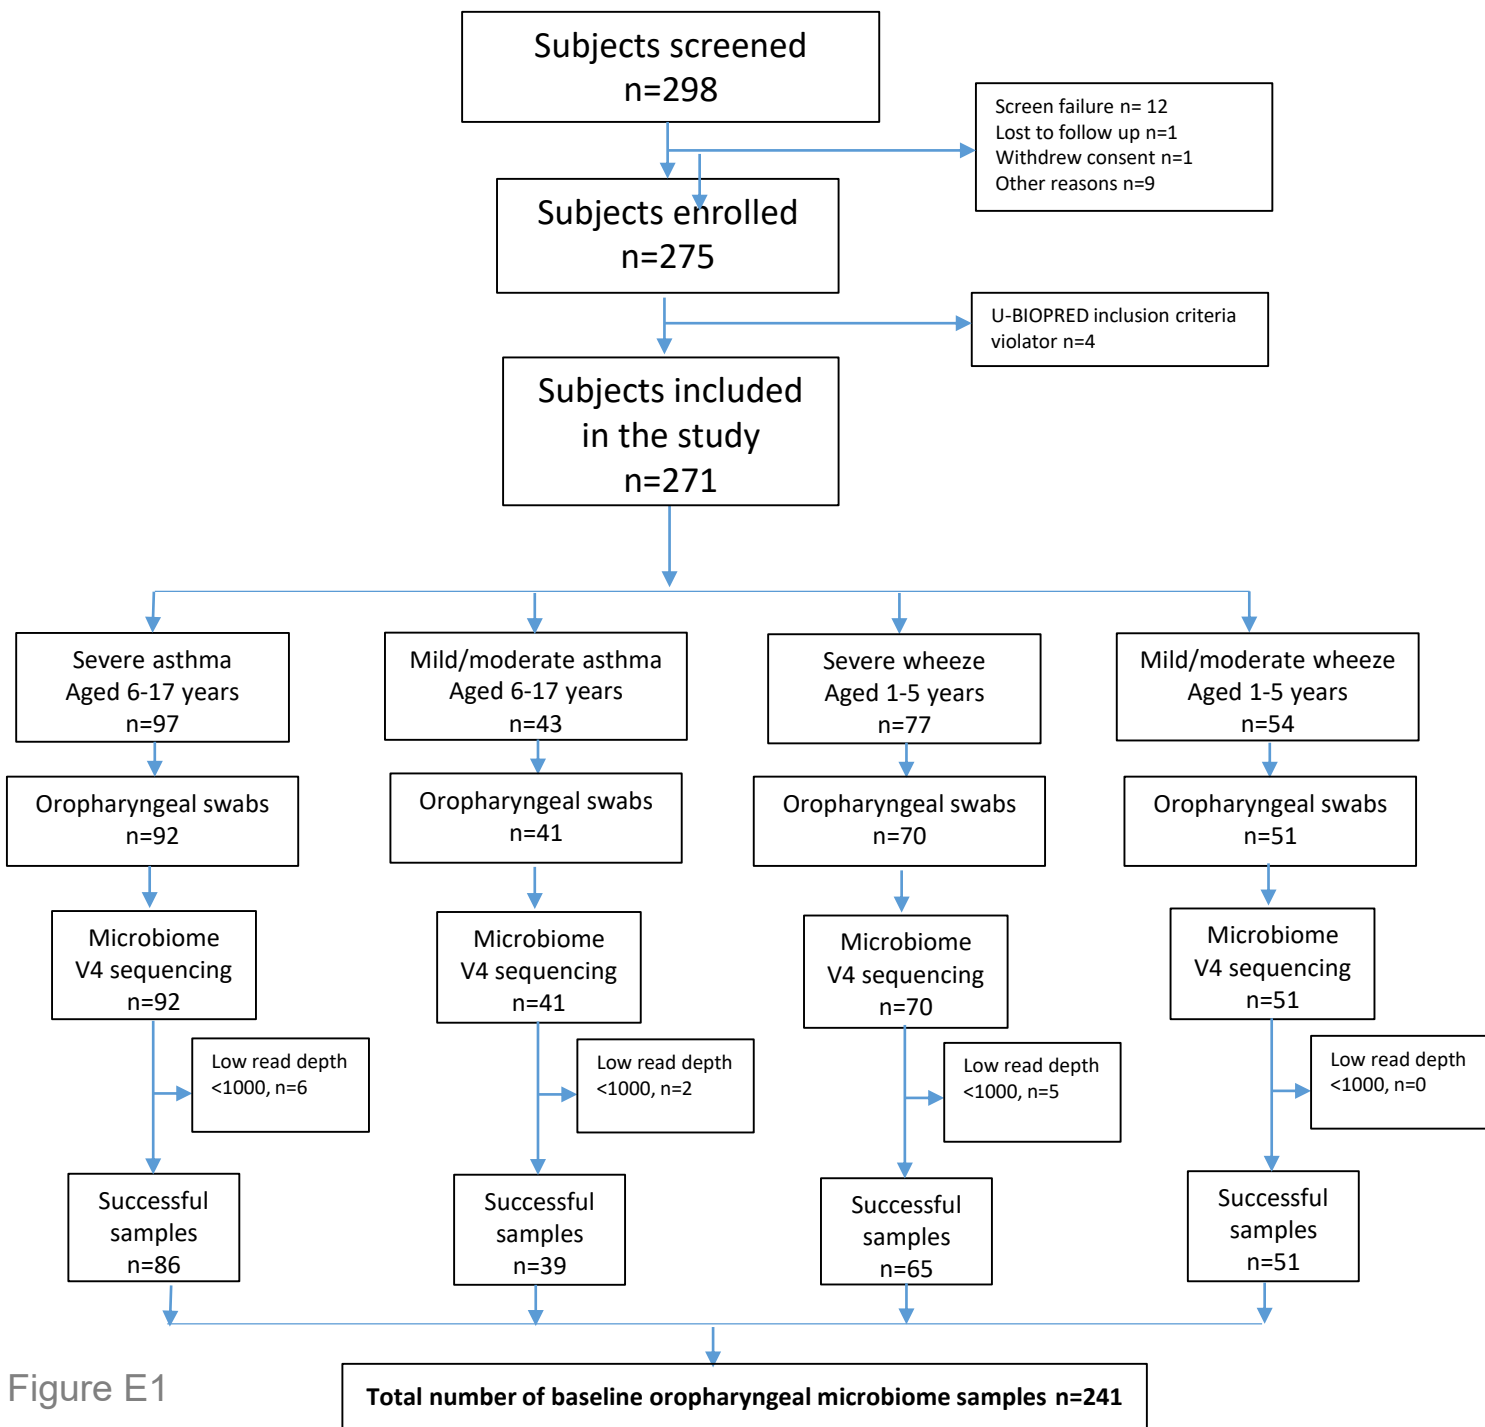 Subjects screened
n=298
Screen failure n= 12
Lost to follow up n=1
Withdrew consent n=1
Other reasons n=9
Subjects enrolled
n=275
U-BIOPRED inclusion criteria
violator n=4
Subjects included
in the study
n=271
Severe asthma
Aged 6-17 years
n=97
Mild/moderate asthma
Aged 6-17 years
n=43
Severe wheeze
Aged 1-5 years
n=77
Mild/moderate wheeze
Aged 1-5 years
n=54
Oropharyngeal swabs
n=92
Oropharyngeal swabs
n=41
Oropharyngeal swabs
n=70
Oropharyngeal swabs
n=51
Microbiome
V4 sequencing
n=92
Microbiome
V4 sequencing
n=41
Microbiome
V4 sequencing
n=70
Microbiome
V4 sequencing
n=51
Low read depth
<1000, n=6
Low read depth
<1000, n=2
Low read depth
<1000, n=5
Low read depth
<1000, n=0
Successful
samples
n=86
Successful
samples
n=39
Successful
samples
n=65
Successful
samples
n=51
Total number of baseline oropharyngeal microbiome samples n=241
Figure E1